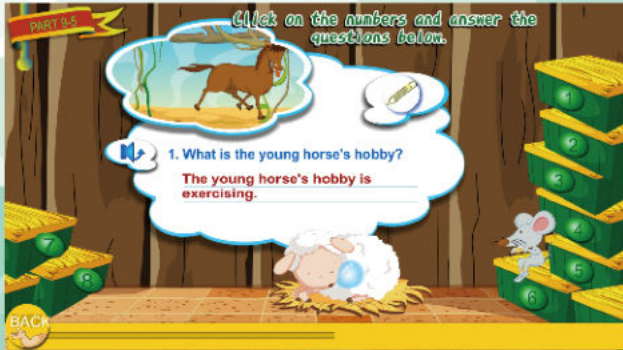 PART 9-5
Click on the numbers and answer the
questions below.
1. What is the young horse's hobby?
The young horse's hobby is
exercising.
1
2
3
4
5
6
7
8
BACK